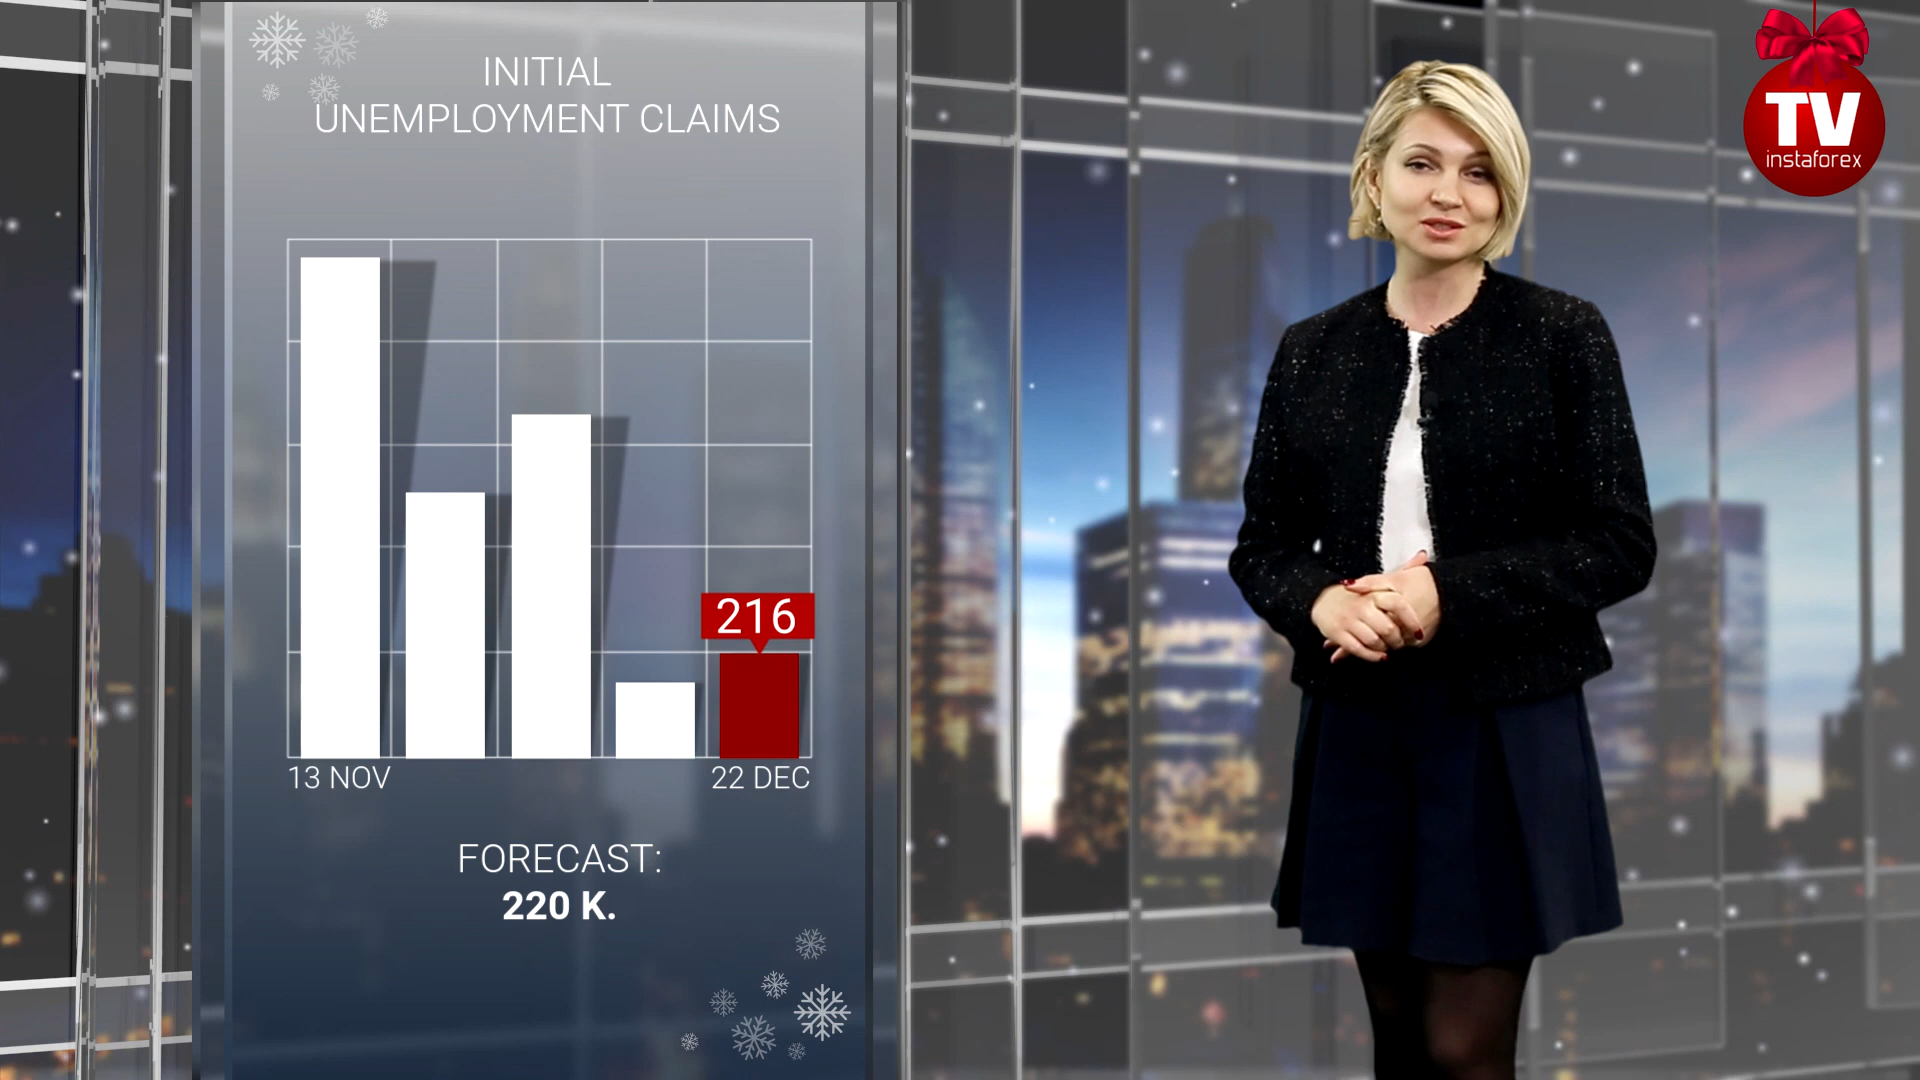 INITIAL
UNEMPLOYMENT CLAIMS
216
13 NOV
22 DEC
FORECAST:
220 K.
TV
instaforex